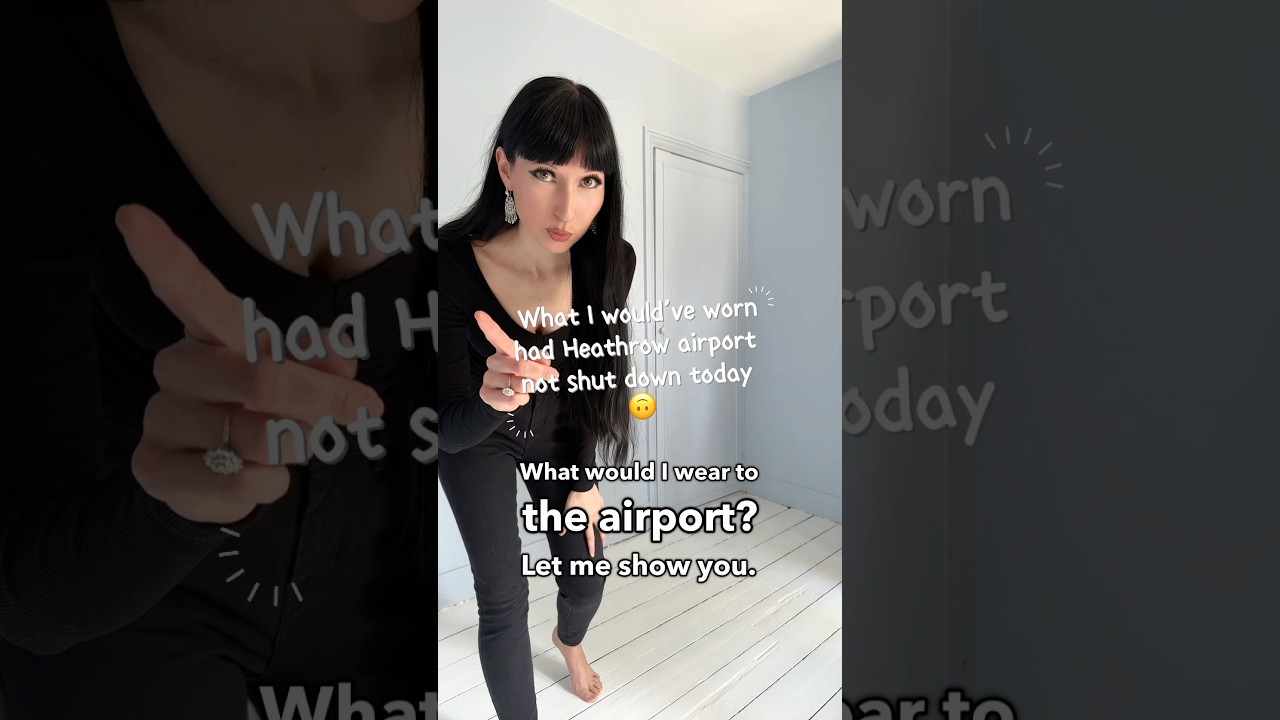 What I would've worn
had Heathrow airport
not shut down today
🙃
What would I wear to
the airport?
Let me show you.